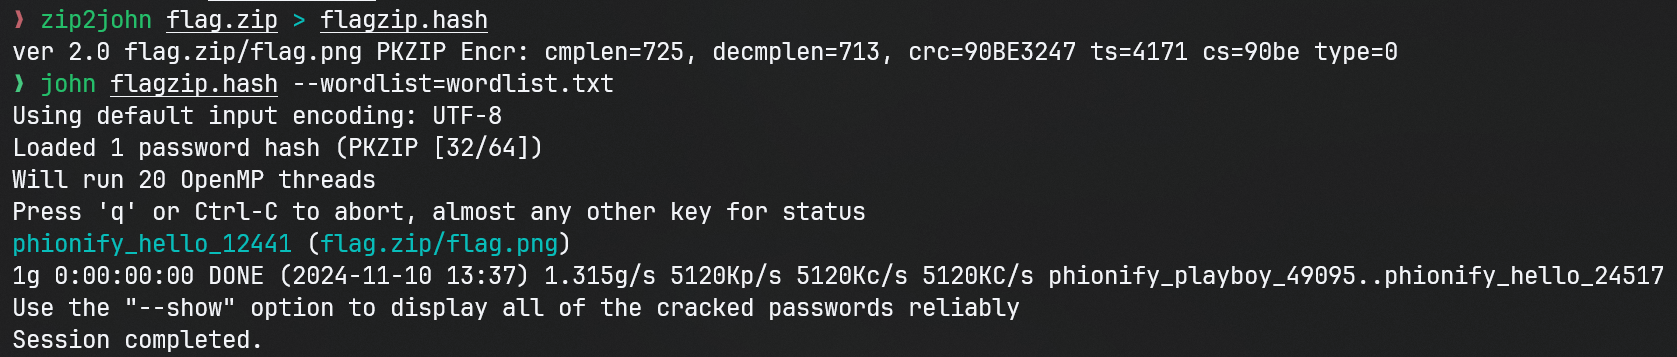 ❯ zip2john flag.zip > flagzip.hash
ver 2.0 flag.zip/flag.png PKZIP Encr: cmplen=725, decmplen=713, crc=90BE3247 ts=4171 cs=90be type=0
❯ john flagzip.hash --wordlist=wordlist.txt
Using default input encoding: UTF-8
Loaded 1 password hash (PKZIP [32/64])
Will run 20 OpenMP threads
Press 'q' or Ctrl-C to abort, almost any other key for status
phionify_hello_12441 (flag.zip/flag.png)
1g 0:00:00:00 DONE (2024-11-10 13:37) 1.315g/s 5120Kp/s 5120Kc/s 5120KC/s phionify_playboy_49095..phionify_hello_24517
Use the "--show" option to display all of the cracked passwords reliably
Session completed.